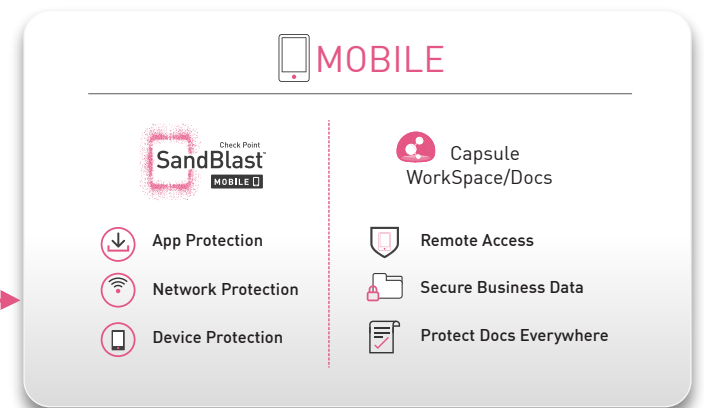 MOBILE
Check Point
SandBlast™
MOBILE
App Protection
Network Protection
Device Protection
Capsule
WorkSpace/Docs
Remote Access
Secure Business Data
Protect Docs Everywhere